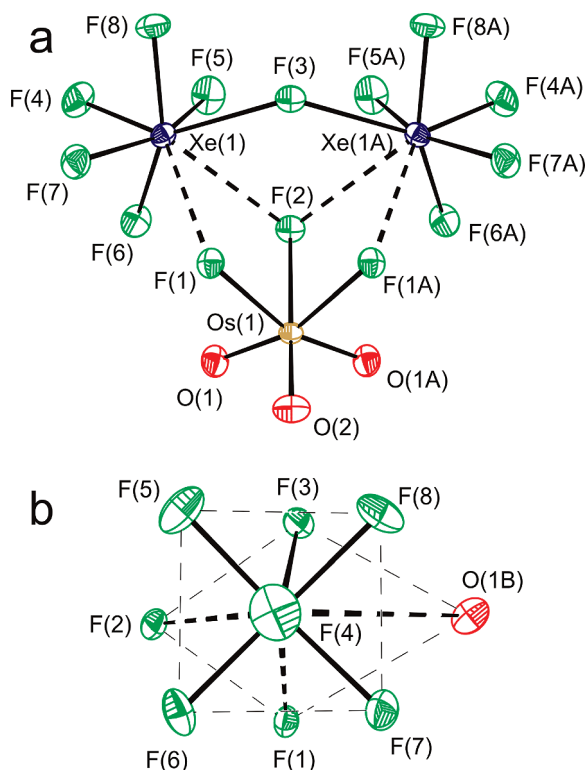 a
F(8)
F(5)
F(3)
F(5A)
F(8A)
F(4)
F(4A)
Xe(1)
Xe(1A)
F(7)
F(7A)
F(2)
F(6)
F(6A)
F(1)
F(1A)
Os(1)
O(1)
O(1A)
O(2)
b
F(5)
F(3)
F(8)
O(1B)
F(2)
F(4)
F(6)
F(1)
F(7)